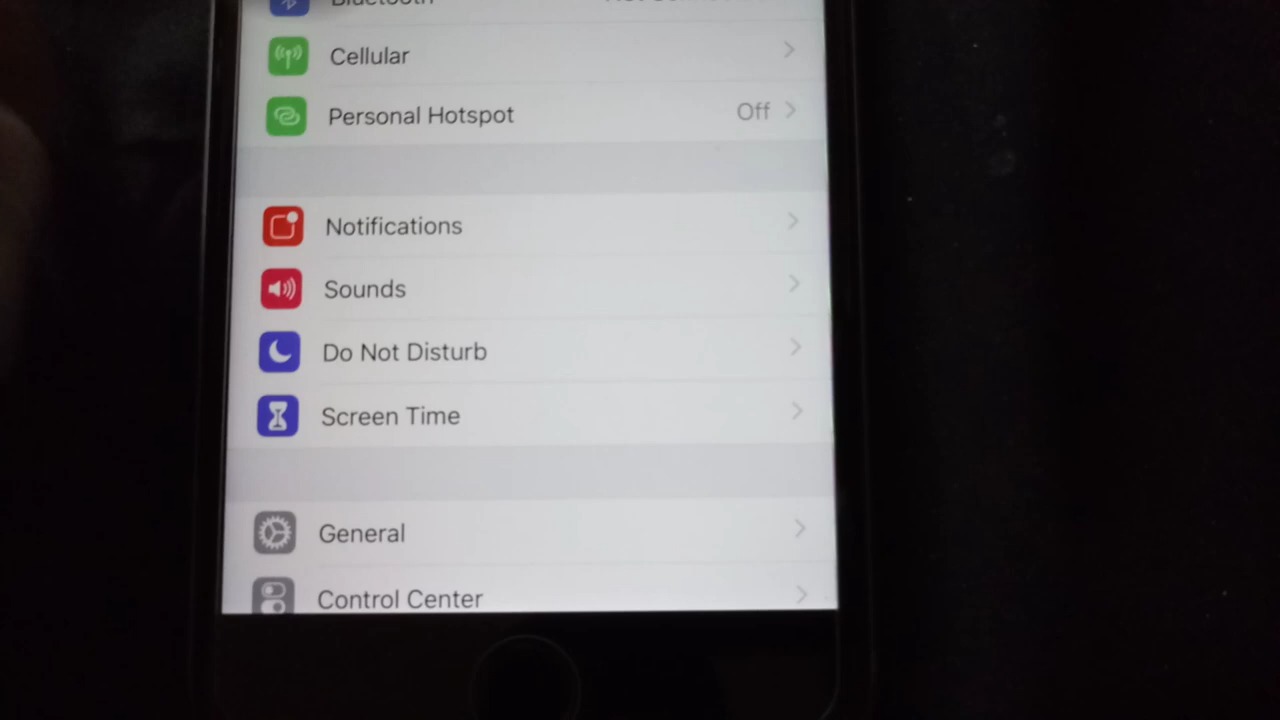 Bluetooth
Cellular
Personal Hotspot Off
Notifications
Sounds
Do Not Disturb
Screen Time
General
Control Center